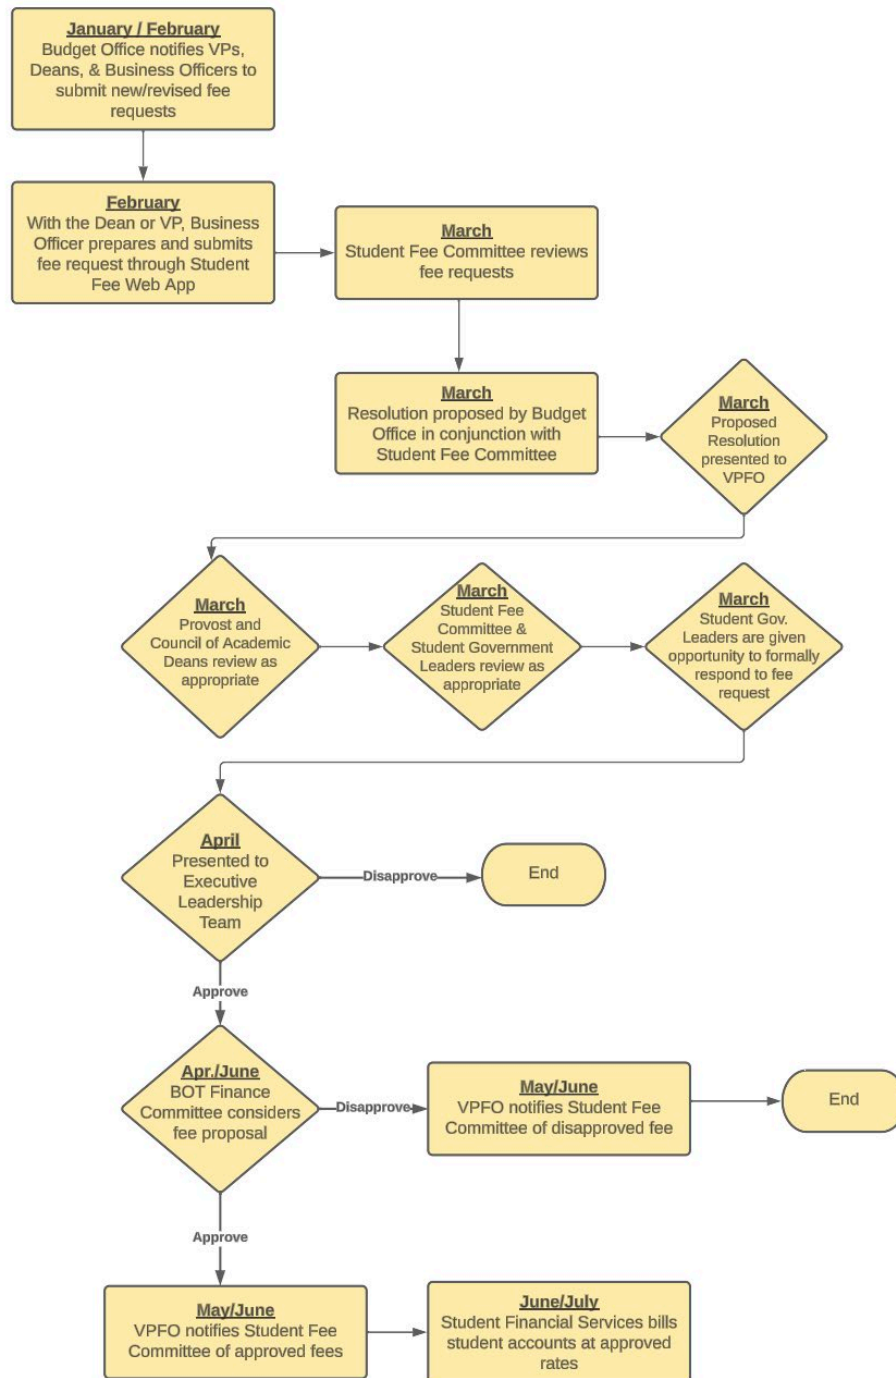 January / February
Budget Office notifies VPs,
Deans, & Business Officers to
submit new/revised fee
requests
February
With the Dean or VP, Business
Officer prepares and submits
fee request through Student
Fee Web App
March
Student Fee Committee reviews
fee requests
March
Resolution proposed by Budget
Office in conjunction with
Student Fee Committee
March
Proposed
Resolution
presented to
VPFO
March
Provost and
Council of Academic
Deans review as
appropriate
March
Student Fee
Committee &
Student Government
Leaders review as
appropriate
March
Student Gov.
Leaders are given
opportunity to formally
respond to fee
request
April
Presented to
Executive
Leadership
Team
Disapprove
End
Approve
Apr./June
BOT Finance
Committee considers
fee proposal
Disapprove
May/June
VPFO notifies Student Fee
Committee of disapproved fee
End
Approve
May/June
VPFO notifies Student Fee
Committee of approved fees
June/July
Student Financial Services bills
student accounts at approved
rates